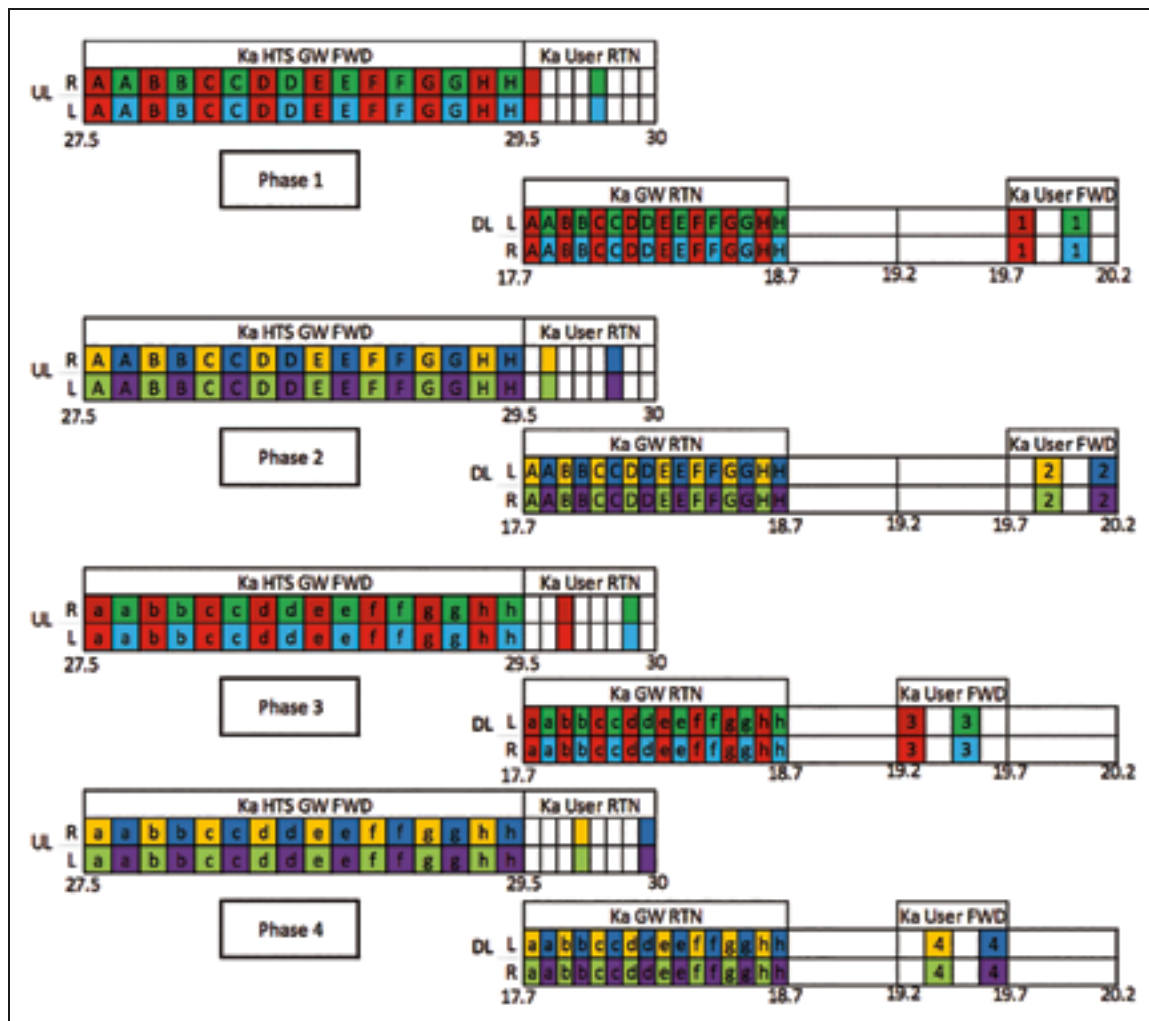 Ka HTS GW FWD Ka User RTN
UL R A A B B C C D D E E F F G G H H
L A A B B C C D D E E F F G G H H
27.5 29.5 30
Phase 1
Ka GW RTN Ka User FWD
DL L A A B B C C D D E E F F G G H H 1 1
R A A B B C C D D E E F F G G H H 1 1
17.7 18.7 19.2 19.7 20.2
Ka HTS GW FWD Ka User RTN
UL R A A B B C C D D E E F F G G H H
L A A B B C C D D E E F F G G H H
27.5 29.5 30
Phase 2
Ka GW RTN Ka User FWD
DL L A A B B C C D D E E F F G G H H 2 2
R A A B B C C D D E E F F G G H H 2 2
17.7 18.7 19.2 19.7 20.2
Ka HTS GW FWD Ka User RTN
UL R a a b b c c d d e e f f g g h h
L a a b b c c d d e e f f g g h h
27.5 29.5 30
Phase 3
Ka GW RTN Ka User FWD
DL L a a b b c c d d e e f f g g h h 3 3
R a a b b c c d d e e f f g g h h 3 3
17.7 18.7 19.2 19.7 20.2
Ka HTS GW FWD Ka User RTN
UL R a a b b c c d d e e f f g g h h
L a a b b c c d d e e f f g g h h
27.5 29.5 30
Phase 4
Ka GW RTN Ka User FWD
DL L a a b b c c d d e e f f g g h h 4 4
R a a b b c c d d e e f f g g h h 4 4
17.7 18.7 19.2 19.7 20.2